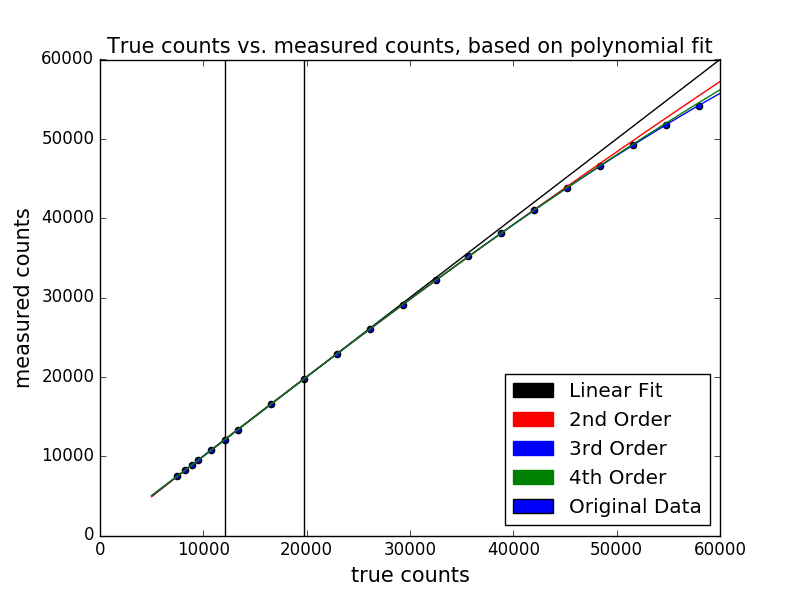 True counts vs. measured counts, based on polynomial fit
60000
50000
40000
30000
20000
10000
0
measured counts
0 10000 20000 30000 40000 50000 60000
true counts
Linear Fit
2nd Order
3rd Order
4th Order
Original Data